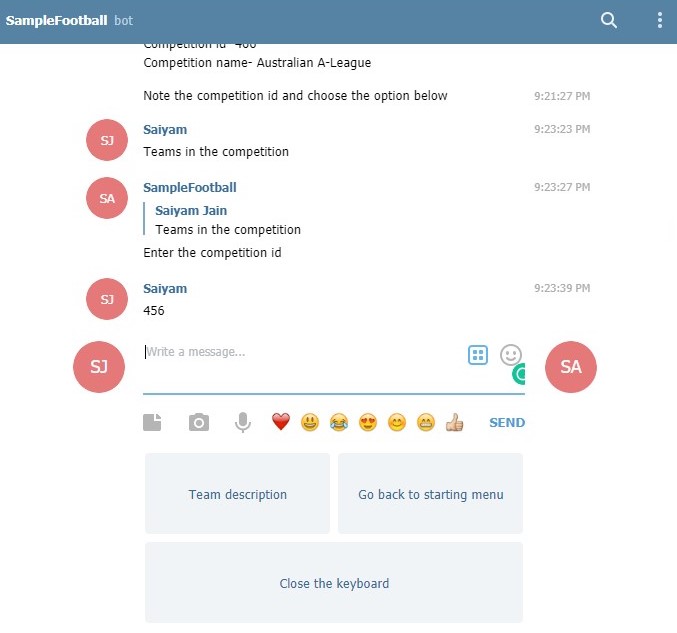 SampleFootball bot
Competition id- 466
Competition name- Australian A-League
Note the competition id and choose the option below 9:21:27 PM
SJ Saiyam 9:23:23 PM
Teams in the competition
SA SampleFootball 9:23:27 PM
Saiyam Jain
Teams in the competition
Enter the competition id
SJ Saiyam 9:23:39 PM
456
SJ Write a message... SA
SEND
Team description Go back to starting menu
Close the keyboard